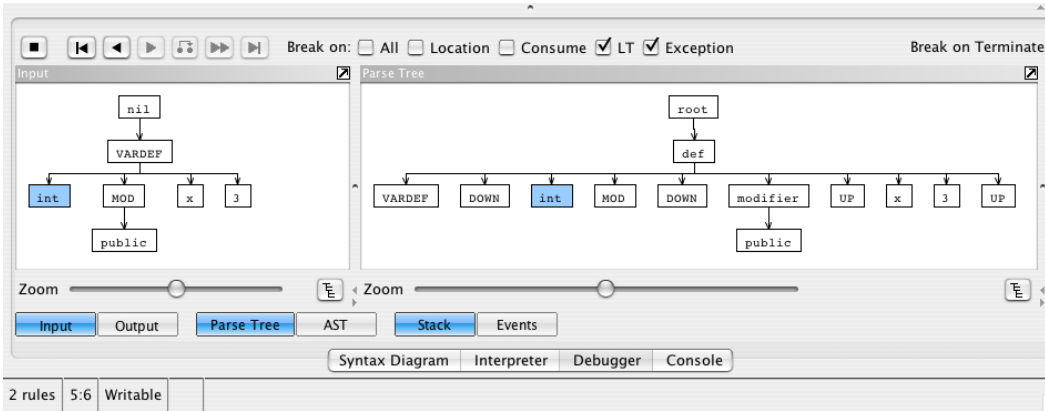 Break on: All Location Consume LT Exception Break on Terminate
Input Parse Tree
nil root
VARDEF def
int MOD x 3 VARDEF DOWN int MOD DOWN modifier UP x 3 UP
public public
Zoom Zoom
Input Output Parse Tree AST Stack Events
Syntax Diagram Interpreter Debugger Console
2 rules 5:6 Writable